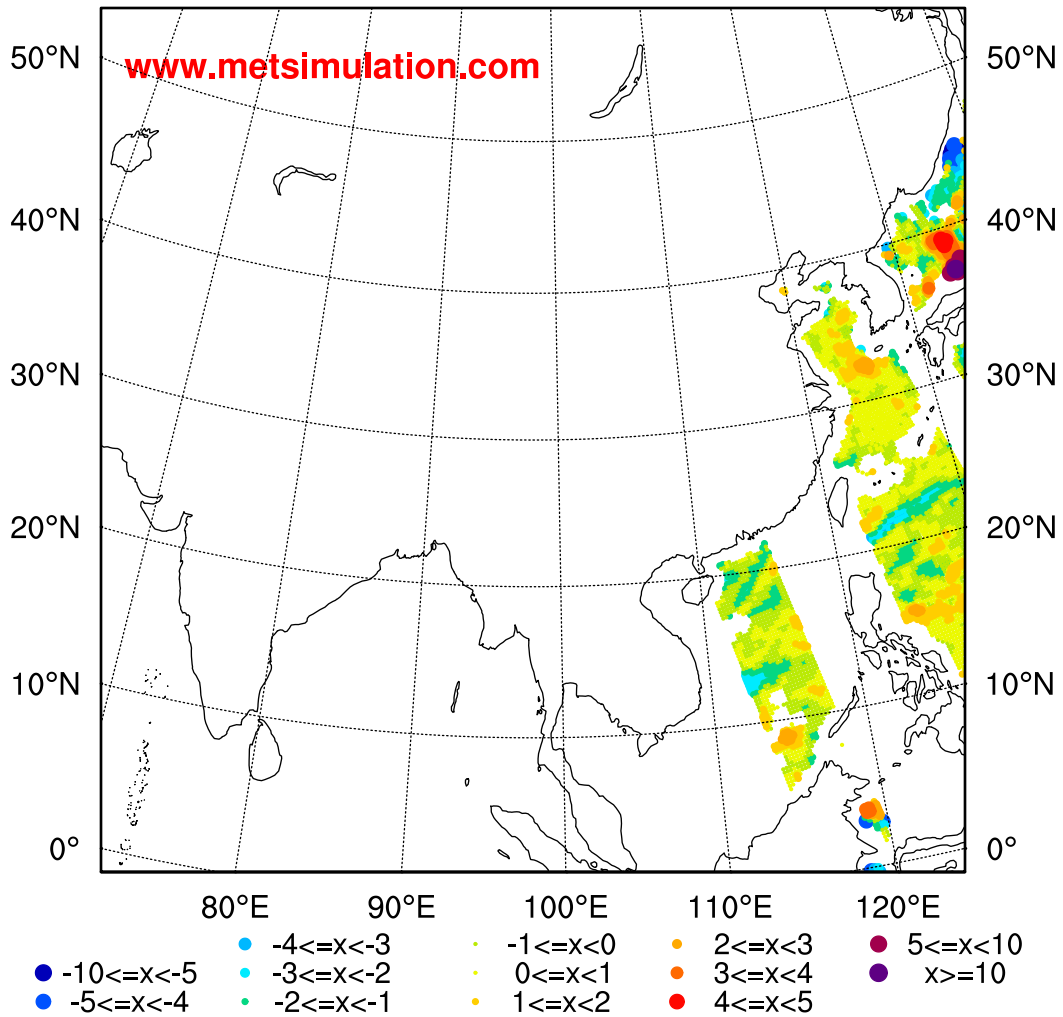 www.metsimulation.com
50°N 50°N
40°N 40°N
30°N 30°N
20°N 20°N
10°N 10°N
0° 0°
80°E 90°E 100°E 110°E 120°E
-4<=x<-3 -1<=x<0 2<=x<3 5<=x<10
-10<=x<-5 -3<=x<-2 0<=x<1 3<=x<4 x>=10
-5<=x<-4 -2<=x<-1 1<=x<2 4<=x<5